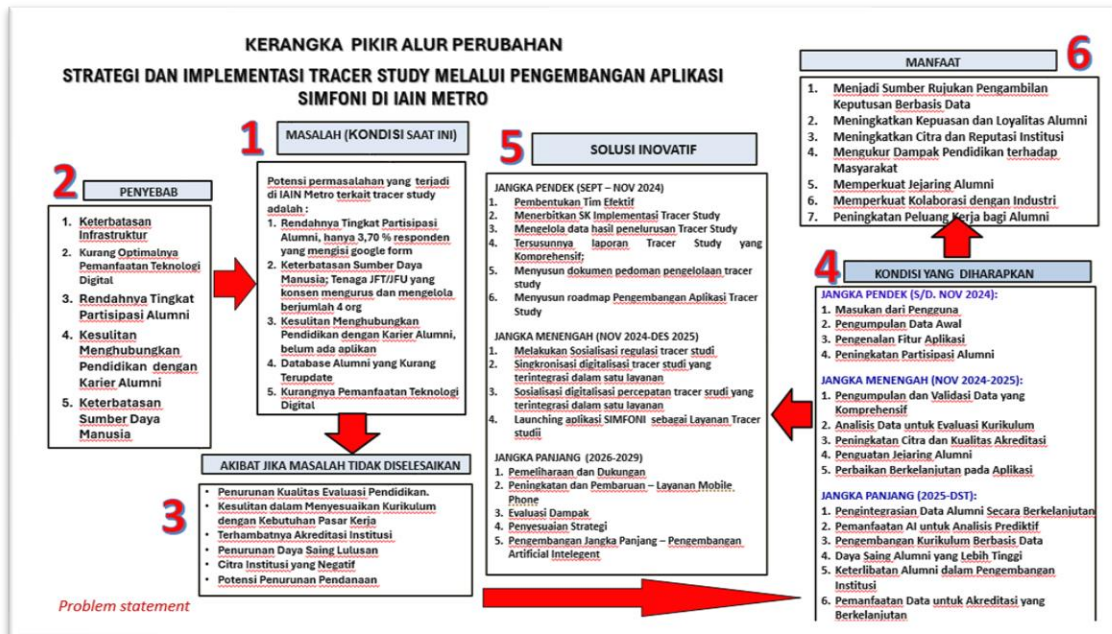 KERANGKA PIKIR ALUR PERUBAHAN
STRATEGI DAN IMPLEMENTASI TRACER STUDY MELALUI PENGEMBANGAN APLIKASI
SIMFONI DI IAIN METRO
1
MASALAH (KONDISI SAAT INI)
Potensi permasalahan yang terjadi
di IAIN Metro terkait tracer study
adalah :
1. Rendahnya Tingkat Partisipasi
Alumni, hanya 3,70 % responden
yang mengisi google form
2. Keterbatasan Sumber Daya
Manusia; Tenaga JFT/JFU yang
konsen mengurus dan mengelola
berjumlah 4 org
3. Kesulitan Menghubungkan
Pendidikan dengan Karier Alumni,
belum ada aplikan
4. Database Alumni yang Kurang
Terupdate
5. Kurangnya Pemanfaatan Teknologi
Digital
2
PENYEBAB
1. Keterbatasan
Infrastruktur
2. Kurang Optimalnya
Pemanfaatan Teknologi
Digital
3. Rendahnya Tingkat
Partisipasi Alumni
4. Kesulitan
Menghubungkan
Pendidikan dengan
Karier Alumni
5. Keterbatasan
Sumber Daya
Manusia
3
AKIBAT JIKA MASALAH TIDAK DISELESAIKAN
• Penurunan Kualitas Evaluasi Pendidikan.
• Kesulitan dalam Menyesuaikan Kurikulum
dengan Kebutuhan Pasar Kerja
• Terhambatnya Akreditasi Institusi
• Penurunan Daya Saing Lulusan
• Citra Institusi yang Negatif
• Potensi Penurunan Pendanaan
Problem statement
4
KONDISI YANG DIHARAPKAN
JANGKA PENDEK (S/D. NOV 2024):
1. Masukan dari Pengguna
2. Pengumpulan Data Awal
3. Pengenalan Fitur Aplikasi
4. Peningkatan Partisipasi Alumni
JANGKA MENENGAH (NOV 2024-2025):
1. Pengumpulan dan Validasi Data yang
Komprehensif
2. Analisis Data untuk Evaluasi Kurikulum
3. Peningkatan Citra dan Kualitas Akreditasi
4. Penguatan Jejaring Alumni
5. Perbaikan Berkelanjutan pada Aplikasi
JANGKA PANJANG (2025-DST):
1. Pengintegrasian Data Alumni Secara Berkelanjutan
2. Pemanfaatan AI untuk Analisis Prediktif
3. Pengembangan Kurikulum Berbasis Data
4. Daya Saing Alumni yang Lebih Tinggi
5. Keterlibatan Alumni dalam Pengembangan
Institusi
6. Pemanfaatan Data untuk Akreditasi yang
Berkelanjutan
5
SOLUSI INOVATIF
JANGKA PENDEK (SEPT – NOV 2024)
1. Pembentukan Tim Efektif
2. Menerbitkan SK Implementasi Tracer Study
3. Mengelola data hasil penelurusan Tracer Study
4. Tersusunnya laporan Tracer Study yang
Komprehensif;
5. Menyusun dokumen pedoman pengelolaan tracer
study
6. Menyusun roadmap Pengembangan Aplikasi Tracer
Study
JANGKA MENENGAH (NOV 2024-DES 2025)
1. Melakukan Sosialisasi regulasi tracer studi
2. Singkronisasi digitalisasi tracer studi yang
terintegrasi dalam satu layanan
3. Sosialisasi digitalisasi percepatan tracer srudi yang
terintegrasi dalam satu layanan
4. Launching aplikasi SIMFONI sebagai Layanan Tracer
studii
JANGKA PANJANG (2026-2029)
1. Pemeliharaan dan Dukungan
2. Peningkatan dan Pembaruan – Layanan Mobile
Phone
3. Evaluasi Dampak
4. Penyesuaian Strategi
5. Pengembangan Jangka Panjang – Pengembangan
Artificial Intelegent
6
MANFAAT
1. Menjadi Sumber Rujukan Pengambilan
Keputusan Berbasis Data
2. Meningkatkan Kepuasan dan Loyalitas Alumni
3. Meningkatkan Citra dan Reputasi Institusi
4. Mengukur Dampak Pendidikan terhadap
Masyarakat
5. Memperkuat Jejaring Alumni
6. Memperkuat Kolaborasi dengan Industri
7. Peningkatan Peluang Kerja bagi Alumni